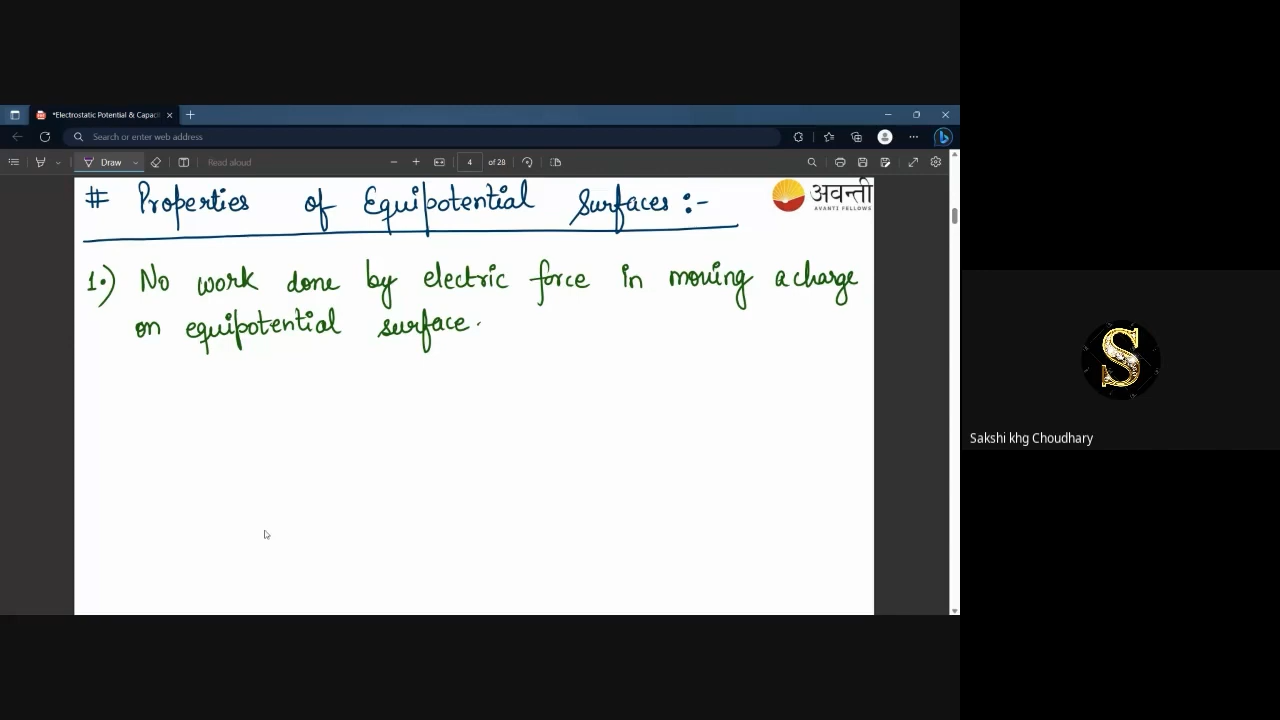 *Electrostatic Potential & Capaci
Search or enter web address
Draw
Read aloud
4 of 28
# Properties of Equipotential Surfaces :-
अवन्ती
AVANTI FELLOWS
1.) No work done by electric force in moving a charge
on equipotential surface.
S
Sakshi khg Choudhary